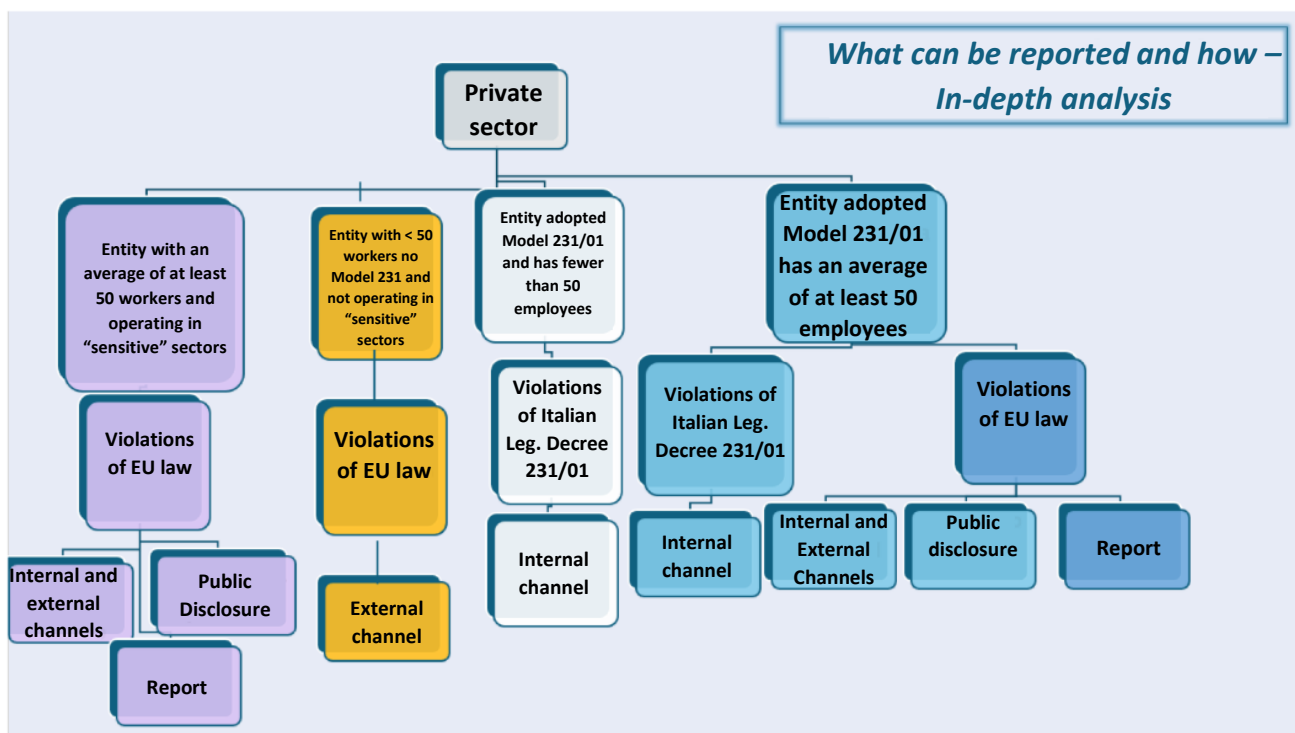 What can be reported and how –
In-depth analysis
Private
sector
Entity with an
average of at least
50 workers and
operating in
“sensitive” sectors
Entity with < 50
workers no
Model 231 and
not operating in
“sensitive”
sectors
Entity adopted
Model 231/01
and has fewer
than 50
employees
Entity adopted
Model 231/01
has an average
of at least 50
employees
Violations
of EU law
Violations
of EU law
Violations
of Italian
Leg. Decree
231/01
Violations of
Italian Leg.
Decree 231/01
Violations
of EU law
Internal and
external
channels
Public
Disclosure
Report
External
channel
Internal
channel
Internal
channel
Internal and
External
Channels
Public
disclosure
Report